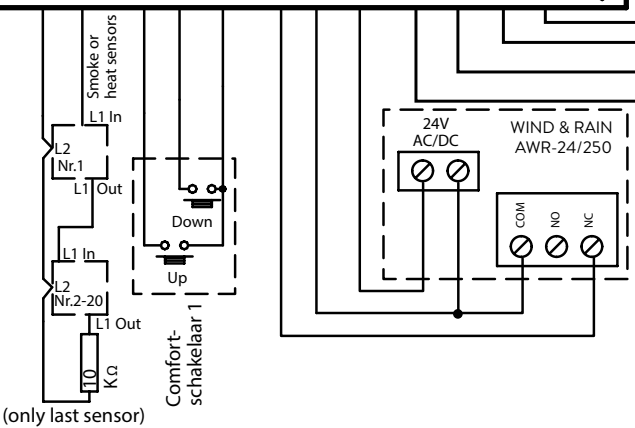 Smoke or
heat sensors
L1 In
L2
Nr.1
L1 Out
L1 In
L2
Nr.2-20
L1 Out
10
KΩ
(only last sensor)
Down
Up
Comfort-
schakelaar 1
24V
AC/DC
WIND & RAIN
AWR-24/250
COM
NO
NC